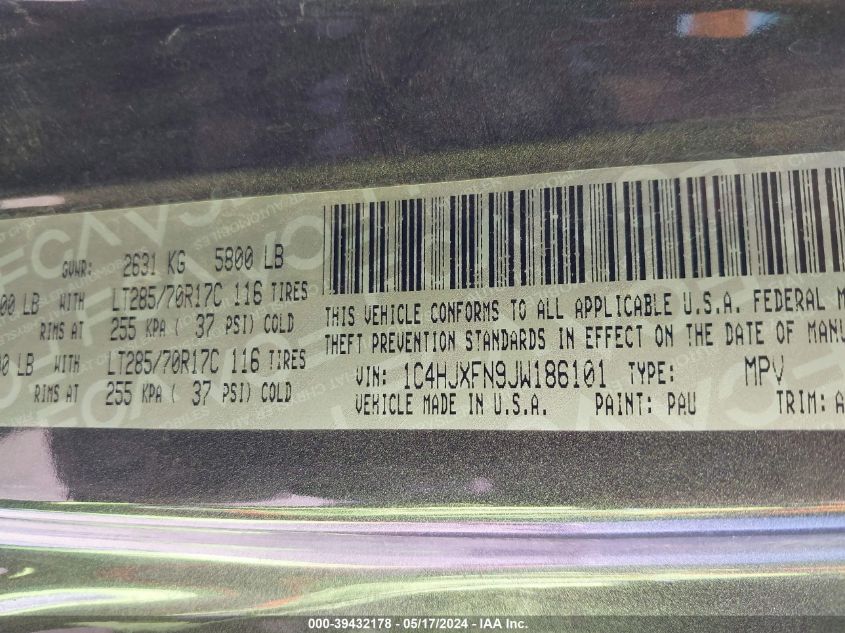 GVWR: 2631 KG 5800 LB
00 LB WITH LT285/70R17C 116 TIRES
RIMS AT 255 KPA ( 37 PSI) COLD
LB WITH LT285/70R17C 116 TIRES
RIMS AT 255 KPA ( 37 PSI) COLD
THIS VEHICLE CONFORMS TO ALL APPLICABLE U.S.A. FEDERAL M
THEFT PREVENTION STANDARDS IN EFFECT ON THE DATE OF MANU
VIN: 1C4HJXFN9JW186101 TYPE: MPV
VEHICLE MADE IN U.S.A. PAINT: PAU TRIM: A
000-39432178 - 05/17/2024 - IAAI Inc.